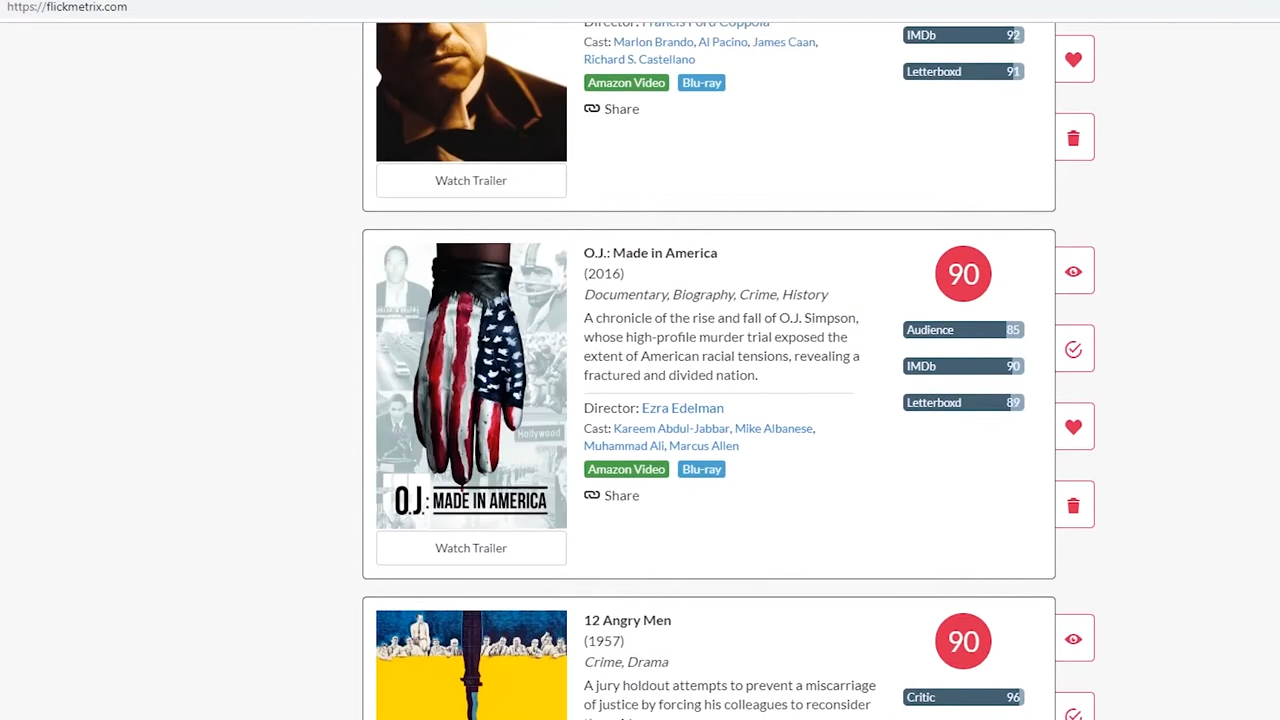 https://flickmetrix.com
Director: Francis Ford Coppola
Cast: Marlon Brando, Al Pacino, James Caan,
Richard S. Castellano
Amazon Video Blu-ray
Share
IMDb 92
Letterboxd 91
Watch Trailer
O.J.: Made in America
(2016)
Documentary, Biography, Crime, History
A chronicle of the rise and fall of O.J. Simpson,
whose high-profile murder trial exposed the
extent of American racial tensions, revealing a
fractured and divided nation.
Director: Ezra Edelman
Cast: Kareem Abdul-Jabbar, Mike Albanese,
Muhammad Ali, Marcus Allen
Amazon Video Blu-ray
Share
90
Audience 85
IMDb 90
Letterboxd 89
Hollywood
O.J.: MADE IN AMERICA
Watch Trailer
12 Angry Men
(1957)
Crime, Drama
A jury holdout attempts to prevent a miscarriage
of justice by forcing his colleagues to reconsider
90
Critic 96